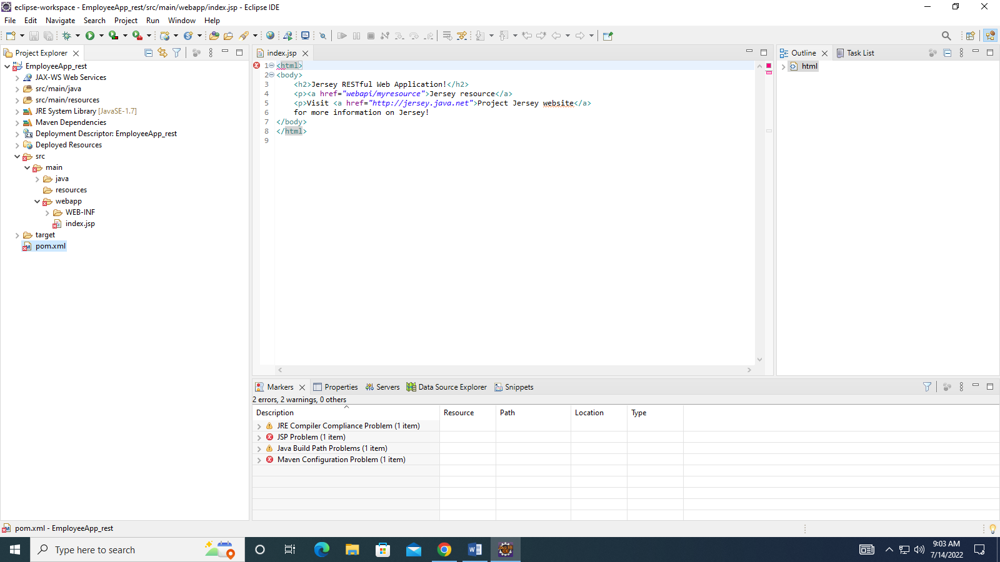 eclipse-workspace - EmployeeApp_rest/src/main/webapp/index.jsp - Eclipse IDE
File Edit Navigate Search Project Run Window Help
Project Explorer
EmployeeApp_rest
JAX-WS Web Services
src/main/java
src/main/resources
JRE System Library [JavaSE-1.7]
Maven Dependencies
Deployment Descriptor: EmployeeApp_rest
Deployed Resources
src
main
java
resources
webapp
WEB-INF
index.jsp
target
pom.xml
index.jsp
1 <html>
2 <body>
3     <h2>Jersey RESTful Web Application!</h2>
4     <p><a href="webapi/myresource">Jersey resource</a>
5     <p>Visit <a href="http://jersey.java.net">Project Jersey website</a>
6     for more information on Jersey!
7 </body>
8 </html>
9
Outline Task List
html
Markers Properties Servers Data Source Explorer Snippets
2 errors, 2 warnings, 0 others
Description Resource Path Location Type
JRE Compiler Compliance Problem (1 item)
JSP Problem (1 item)
Java Build Path Problems (1 item)
Maven Configuration Problem (1 item)
pom.xml - EmployeeApp_rest
Type here to search
9:03 AM
7/14/2022